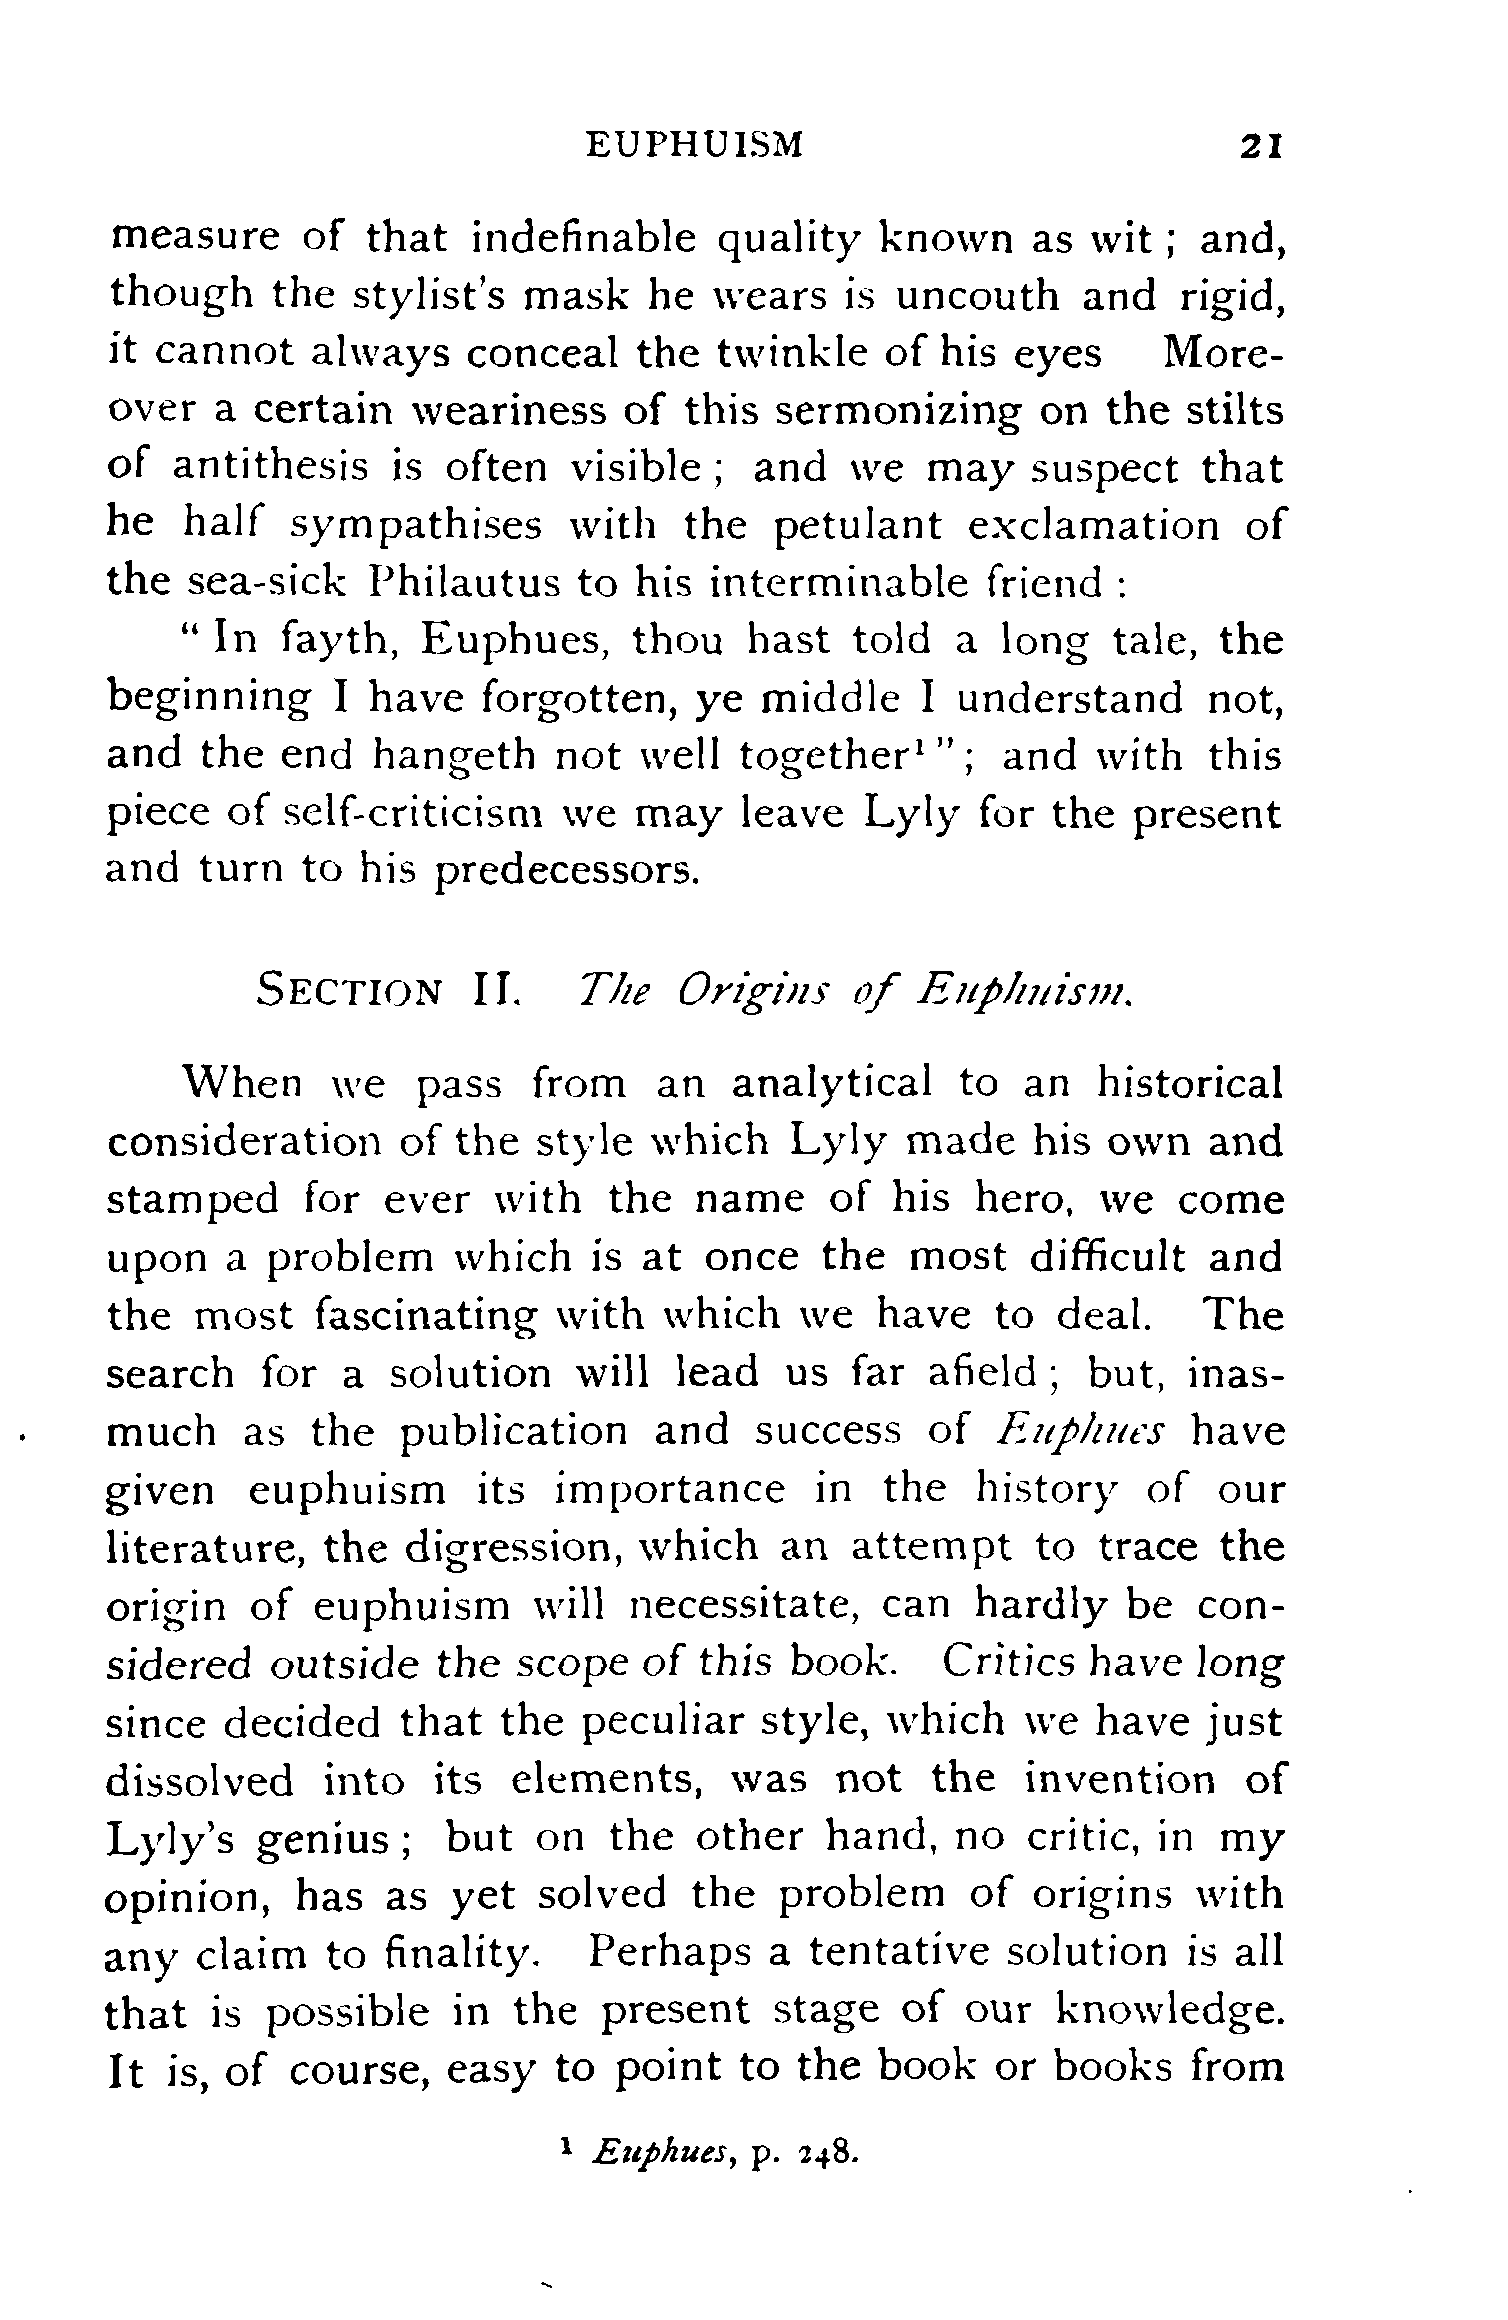 EUPHUISM 21
measure of that indefinable quality known as wit ; and,
though the stylist's mask he wears is uncouth and rigid,
it cannot always conceal the twinkle of his eyes More-
over a certain weariness of this sermonizing on the stilts
of antithesis is often visible ; and we may suspect that
he half sympathises with the petulant exclamation of
the sea-sick Philautus to his interminable friend :
" In fayth, Euphues, thou hast told a long tale, the
beginning I have forgotten, ye middle I understand not,
and the end hangeth not well together¹ " ; and with this
piece of self-criticism we may leave Lyly for the present
and turn to his predecessors.
SECTION II. The Origins of Euphuism.
When we pass from an analytical to an historical
consideration of the style which Lyly made his own and
stamped for ever with the name of his hero, we come
upon a problem which is at once the most difficult and
the most fascinating with which we have to deal. The
search for a solution will lead us far afield ; but, inas-
much as the publication and success of Euphues have
given euphuism its importance in the history of our
literature, the digression, which an attempt to trace the
origin of euphuism will necessitate, can hardly be con-
sidered outside the scope of this book. Critics have long
since decided that the peculiar style, which we have just
dissolved into its elements, was not the invention of
Lyly's genius ; but on the other hand, no critic, in my
opinion, has as yet solved the problem of origins with
any claim to finality. Perhaps a tentative solution is all
that is possible in the present stage of our knowledge.
It is, of course, easy to point to the book or books from
¹ Euphues, p. 248.